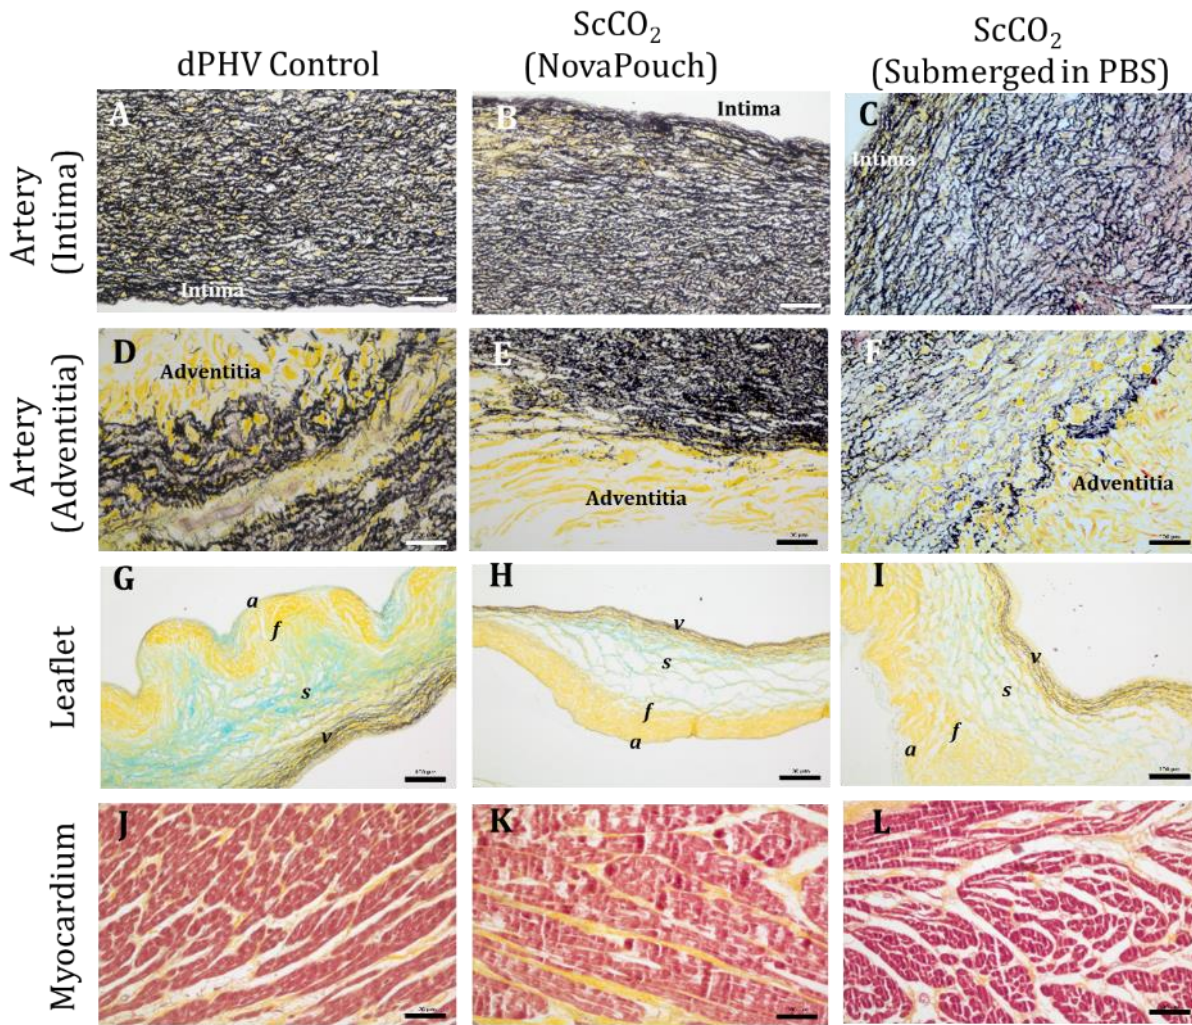 dPHV Control
ScCO₂
(NovaPouch)
ScCO₂
(Submerged in PBS)
Artery
(Intima)
A
Intima
B
Intima
C
Intima
Artery
(Adventitia)
D
Adventitia
E
Adventitia
F
Adventitia
Leaflet
G
a
f
s
v
H
v
s
f
a
I
v
s
f
a
Myocardium
J
K
L